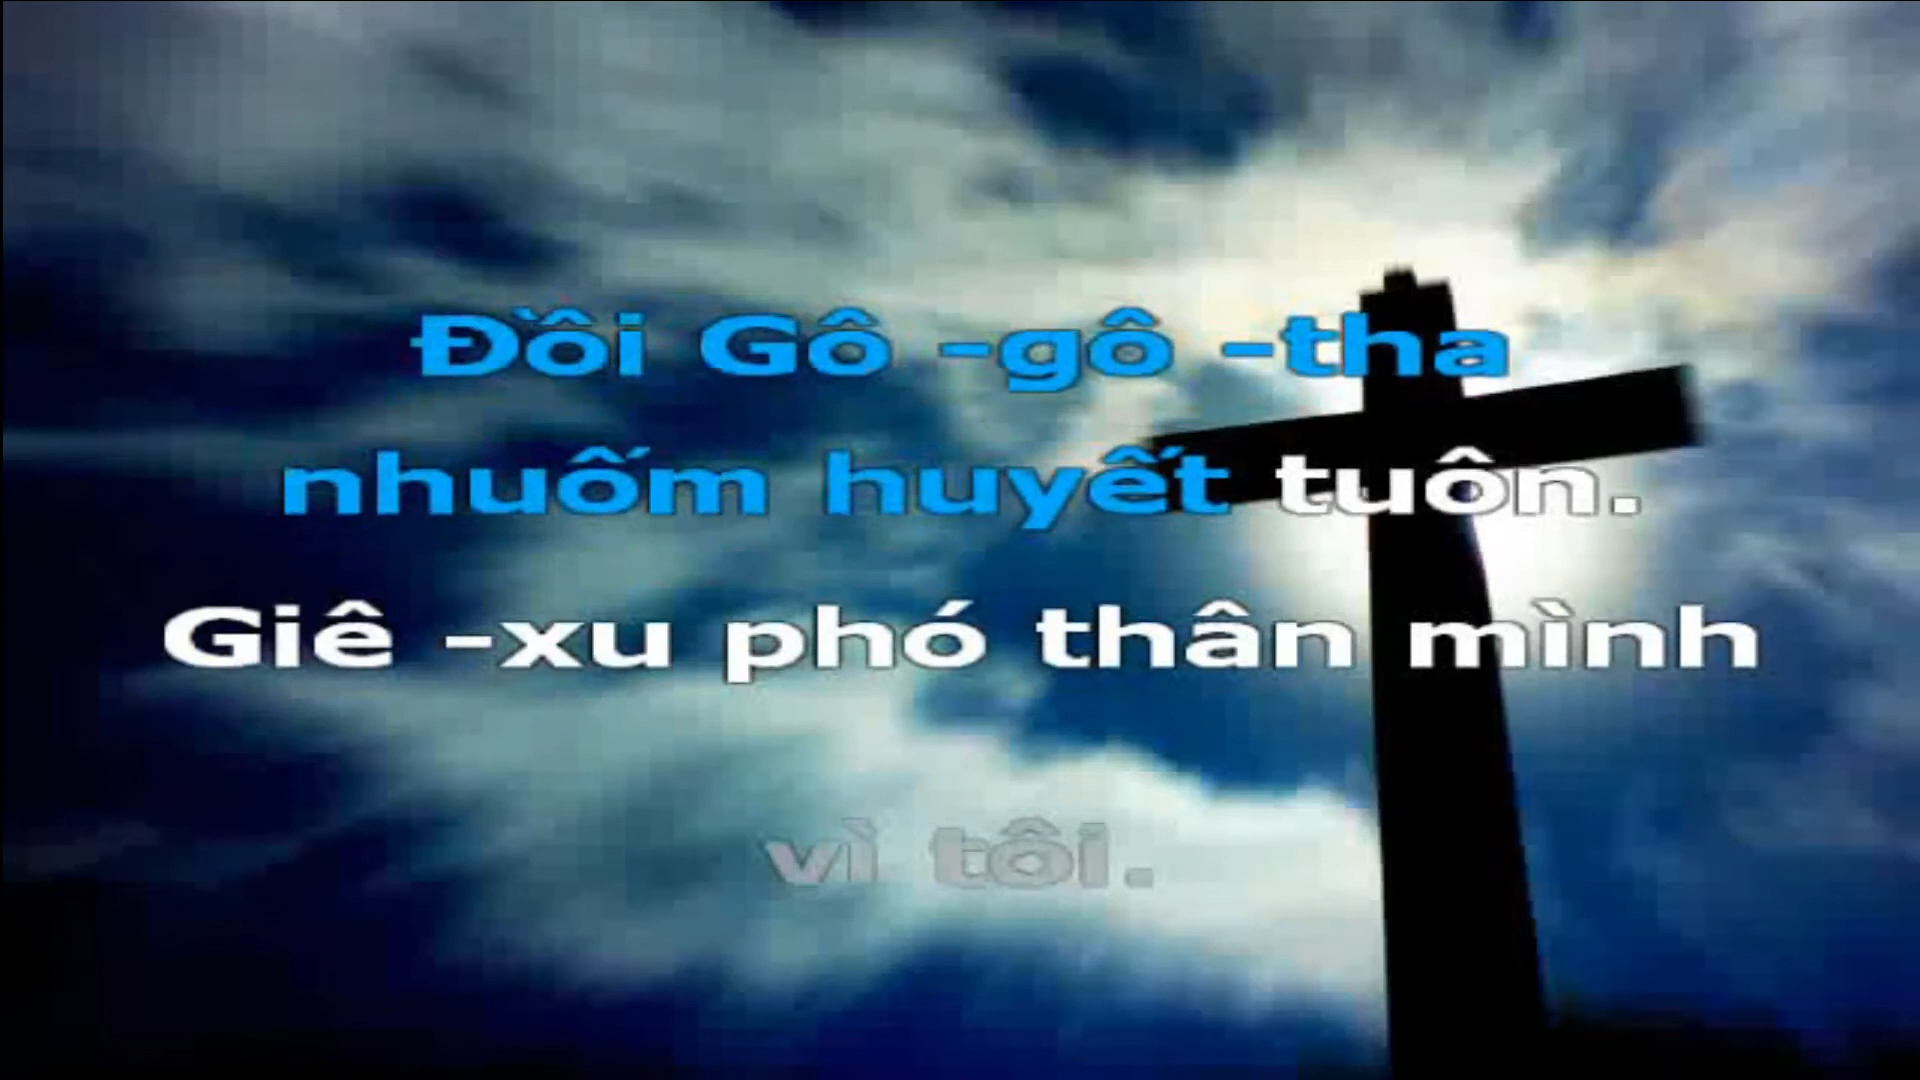 Đồi Gô -gô -tha
nhuốm huyết tuôn.
Giê -xu phó thân mình
vì tôi.